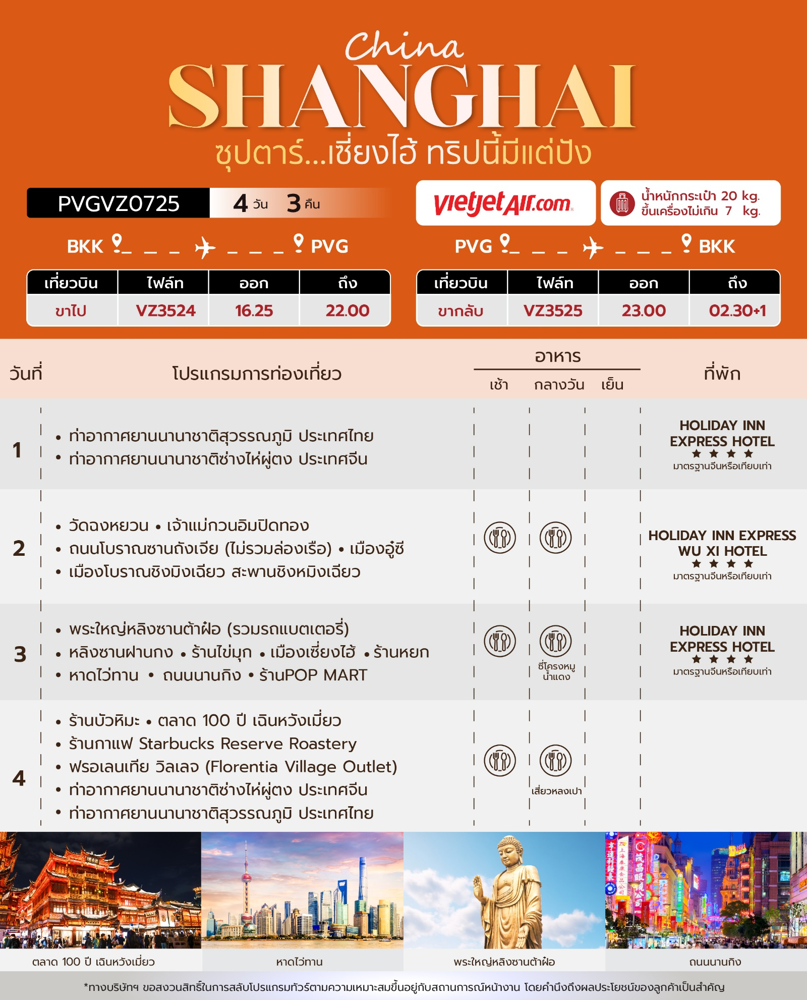 China
SHANGHAI
ซุปตาร์...เซี่ยงไฮ้ ทริปนี้มีแต่ปัง
PVGVZ0725
4 วัน 3 คืน
vietjetAir.com
น้ำหนักกระเป๋า 20 kg.
ขึ้นเครื่องไม่เกิน 7 kg.
BKK PVG
PVG BKK
เที่ยวบิน ไฟล์ท ออก ถึง
ขาไป VZ3524 16.25 22.00
เที่ยวบิน ไฟล์ท ออก ถึง
ขากลับ VZ3525 23.00 02.30+1
วันที่ โปรแกรมการท่องเที่ยว อาหาร ที่พัก
เช้า กลางวัน เย็น
1
• ท่าอากาศยานนานาชาติสุวรรณภูมิ ประเทศไทย
• ท่าอากาศยานนานาชาติซ่างไห่ผู่ตง ประเทศจีน
HOLIDAY INN
EXPRESS HOTEL
★ ★ ★ ★
มาตรฐานจีนหรือเทียบเท่า
2
• วัดฉงหยวน • เจ้าแม่กวนอิมปิดทอง
• ถนนโบราณซานถังเจีย (ไม่รวมล่องเรือ) • เมืองอู๋ซี
• เมืองโบราณชิงมิงเฉียว สะพานชิงหมิงเฉียว
HOLIDAY INN EXPRESS
WU XI HOTEL
★ ★ ★ ★
มาตรฐานจีนหรือเทียบเท่า
3
• พระใหญ่หลิงซานต้าฝ๋อ (รวมรถแบตเตอรี่)
• หลิงซานฝานกง • ร้านไข่มุก • เมืองเซี่ยงไฮ้ • ร้านหยก
• หาดไว่ทาน • ถนนนานกิง • ร้านPOP MART
ซี่โครงหมู
น้ำแดง
HOLIDAY INN
EXPRESS HOTEL
★ ★ ★ ★
มาตรฐานจีนหรือเทียบเท่า
4
• ร้านบัวหิมะ • ตลาด 100 ปี เฉินหวังเมี่ยว
• ร้านกาแฟ Starbucks Reserve Roastery
• ฟรอเลนเทีย วิลเลจ (Florentia Village Outlet)
• ท่าอากาศยานนานาชาติซ่างไห่ผู่ตง ประเทศจีน
• ท่าอากาศยานนานาชาติสุวรรณภูมิ ประเทศไทย
เสี่ยวหลงเปา
茂昌眼镜公司
上海泰康食品公司
ตลาด 100 ปี เฉินหวังเมี่ยว
หาดไว่ทาน
พระใหญ่หลิงซานต้าฝ๋อ
ถนนนานกิง
*ทางบริษัทฯ ขอสงวนสิทธิ์ในการสลับโปรแกรมทัวร์ตามความเหมาะสมขึ้นอยู่กับสถานการณ์หน้างาน โดยคำนึงถึงผลประโยชน์ของลูกค้าเป็นสำคัญ